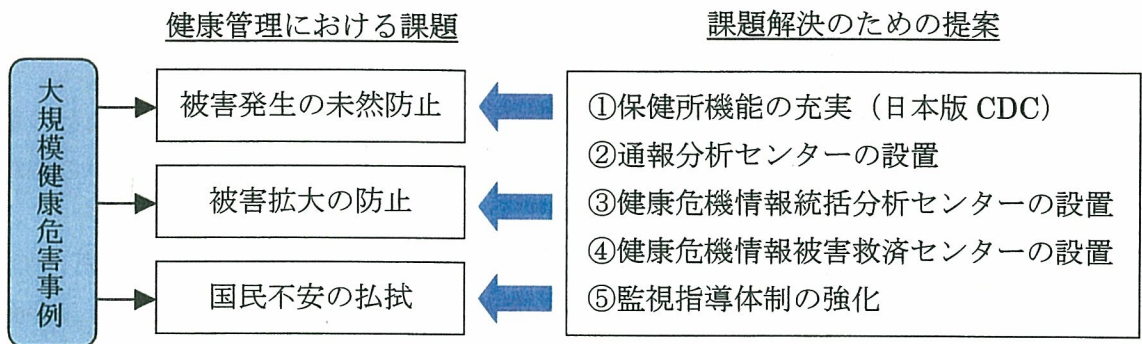 健康管理における課題
課題解決のための提案
大規模健康危害事例
被害発生の未然防止
被害拡大の防止
国民不安の払拭
①保健所機能の充実（日本版 CDC）
②通報分析センターの設置
③健康危機情報統括分析センターの設置
④健康危機情報被害救済センターの設置
⑤監視指導体制の強化